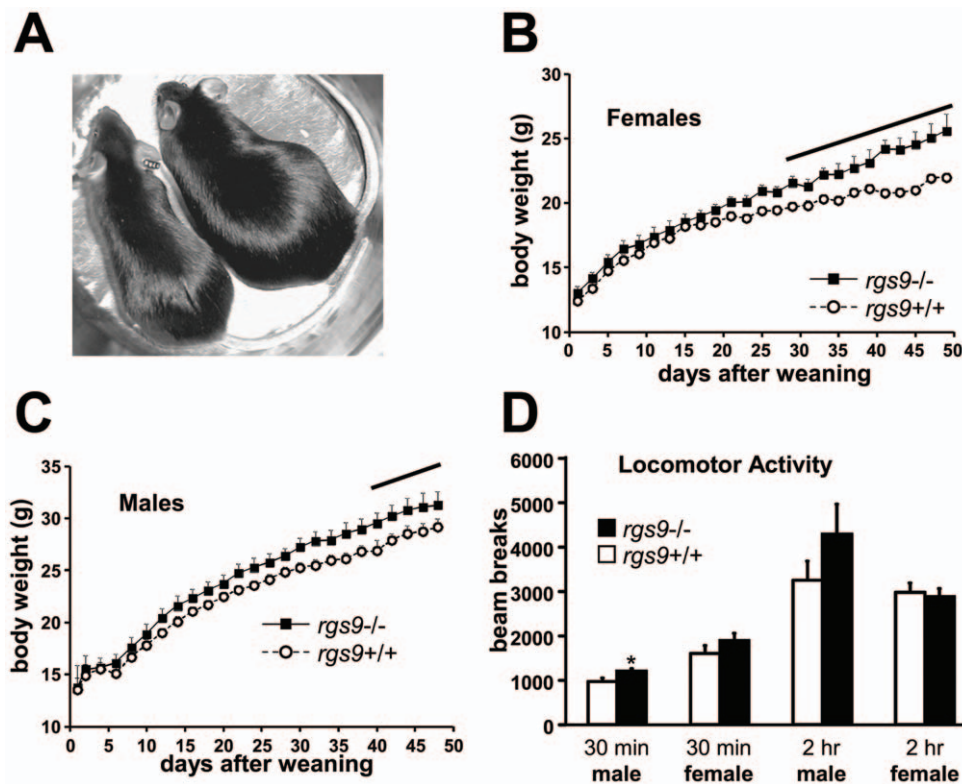 A
B
30
25
20
15
10
body weight (g)
Females
rgs9-/-
rgs9+/+
0 5 10 15 20 25 30 35 40 45 50
days after weaning
C
35
30
25
20
15
10
body weight (g)
Males
rgs9-/-
rgs9+/+
0 5 10 15 20 25 30 35 40 45 50
days after weaning
D
6000
5000
4000
3000
2000
1000
0
beam breaks
Locomotor Activity
rgs9-/-
rgs9+/+
*
30 min 30 min 2 hr 2 hr
male female male female